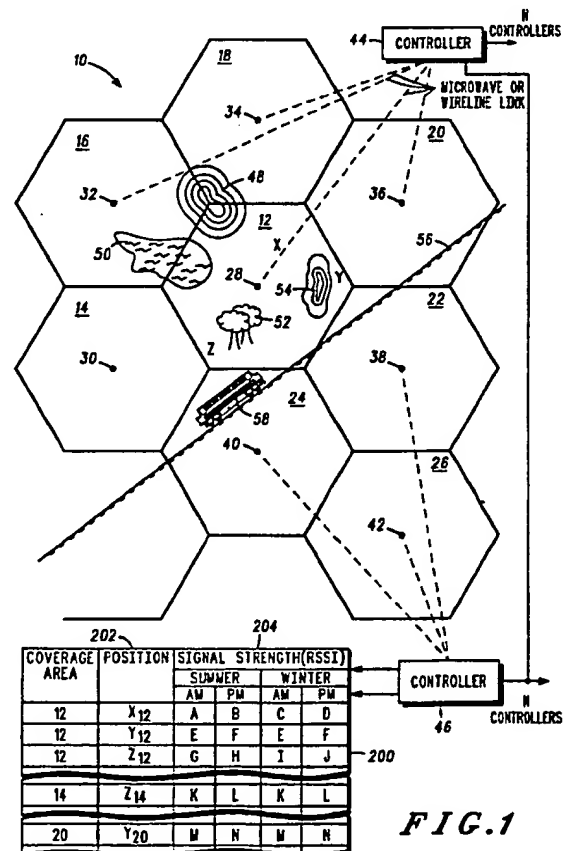 N
CONTROLLERS
44
CONTROLLER
10
18
MICROWAVE OR
WIRELINE LINK
34
16
20
48
32
36
12
56
X
50
28
54
Y
22
14
52
Z
30
38
24
58
40
26
42
202
204
COVERAGE AREA POSITION SIGNAL STRENGTH(RSSI)
SUMMER WINTER
AM PM AM PM
12 X12 A B C D
12 Y12 E F E F
12 Z12 G H I J
200
14 Z14 K L K L
20 Y20 M N M N
CONTROLLER
46
N
CONTROLLERS
FIG.1